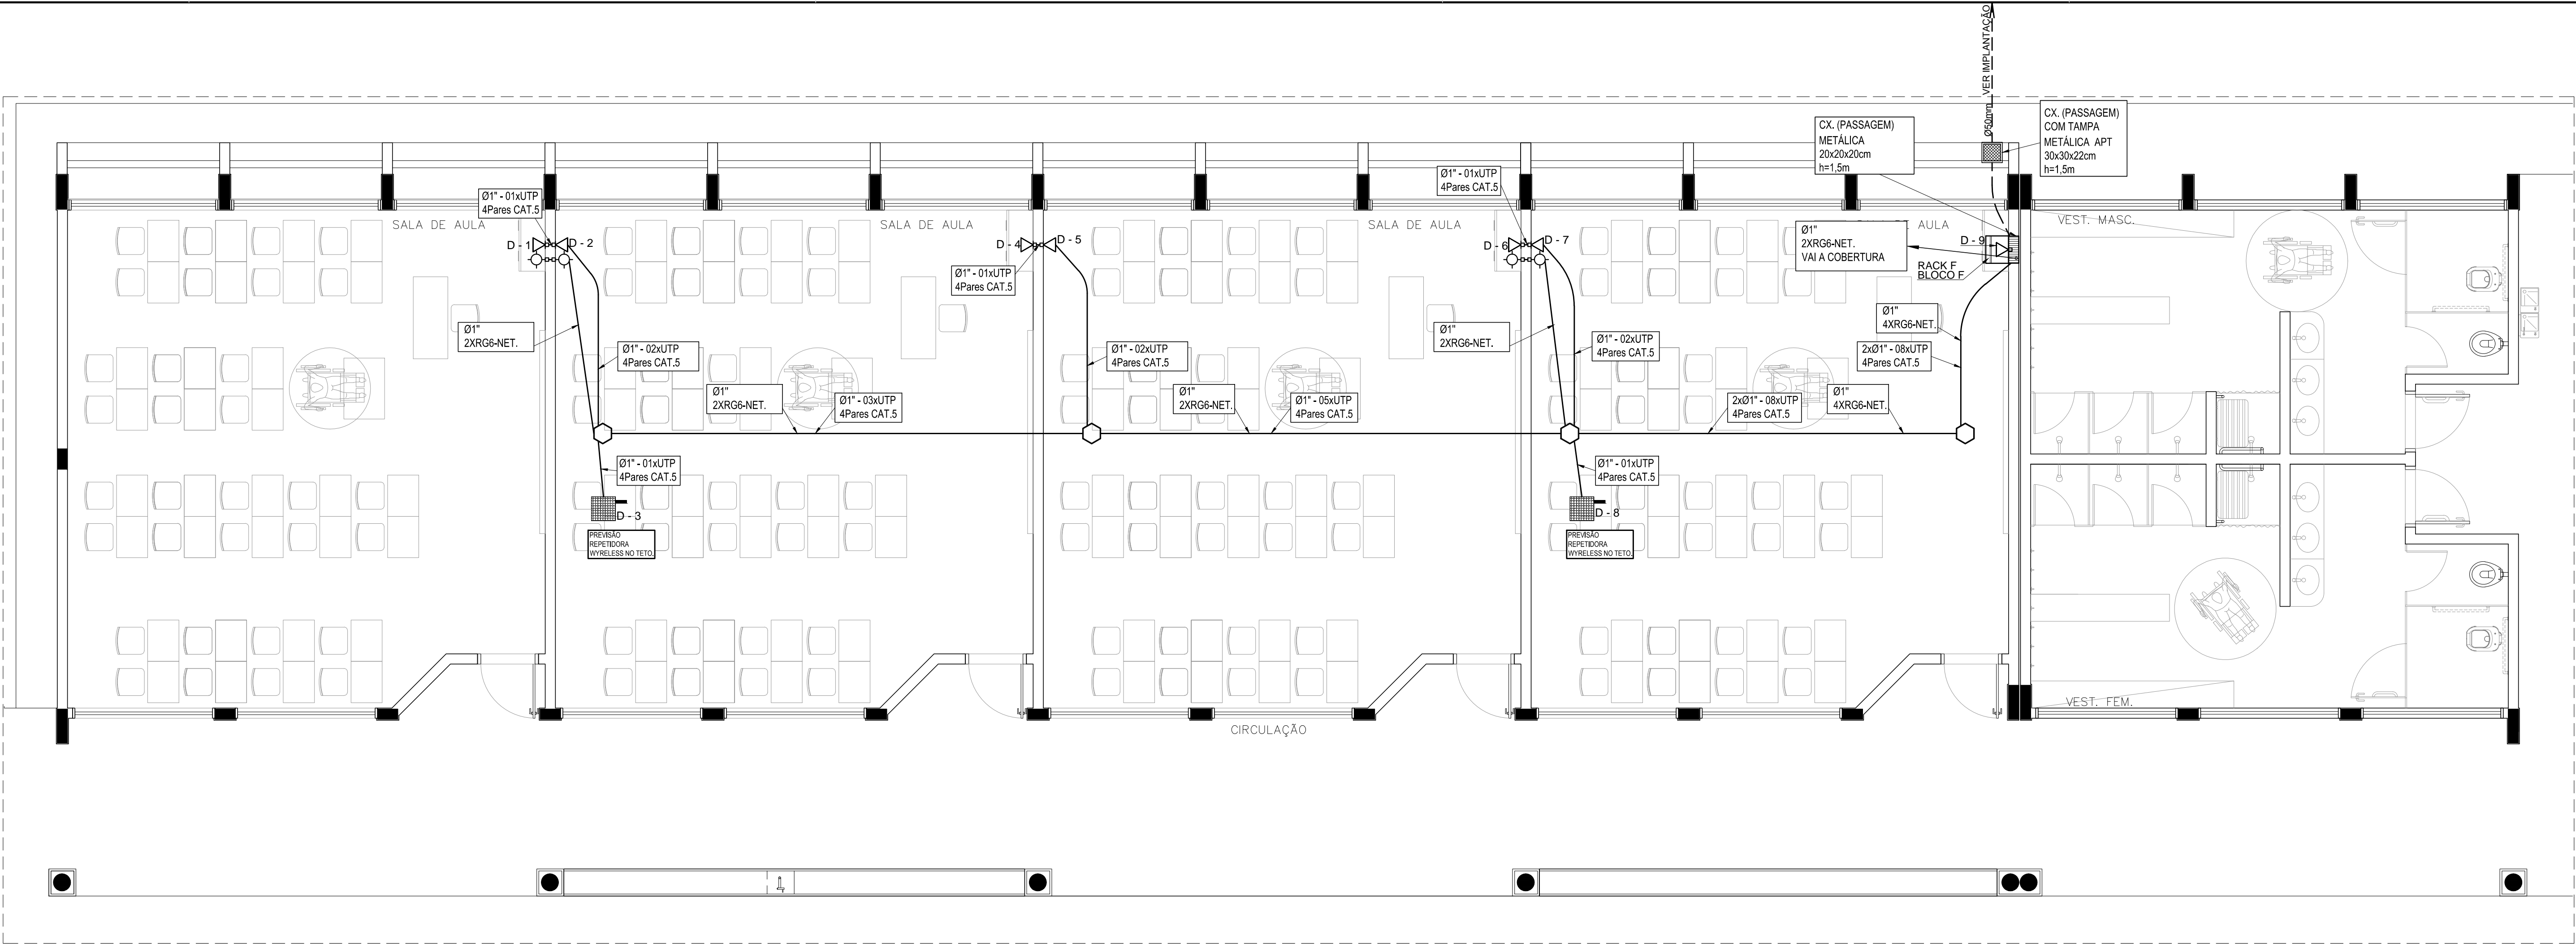 VER IMPLANTAÇÃO
Ø50mm
CX. (PASSAGEM)
METÁLICA
20x20x20cm
h=1,5m
CX. (PASSAGEM)
COM TAMPA
METÁLICA APT
30x30x22cm
h=1,5m
Ø1" - 01xUTP
4Pares CAT.5
Ø1" - 01xUTP
4Pares CAT.5
SALA DE AULA
SALA DE AULA
SALA DE AULA
AULA
VEST. MASC.
D - 1
D - 2
D - 4
D - 5
D - 6
D - 7
D - 9
Ø1"
2XRG6-NET.
VAI A COBERTURA
RACK F
BLOCO F
Ø1" - 01xUTP
4Pares CAT.5
Ø1"
2XRG6-NET.
Ø1"
2XRG6-NET.
Ø1"
4XRG6-NET.
Ø1" - 02xUTP
4Pares CAT.5
Ø1" - 02xUTP
4Pares CAT.5
Ø1" - 02xUTP
4Pares CAT.5
2xØ1" - 08xUTP
4Pares CAT.5
Ø1"
2XRG6-NET.
Ø1" - 03xUTP
4Pares CAT.5
Ø1"
2XRG6-NET.
Ø1" - 05xUTP
4Pares CAT.5
2xØ1" - 08xUTP
4Pares CAT.5
Ø1"
4XRG6-NET.
Ø1" - 01xUTP
4Pares CAT.5
Ø1" - 01xUTP
4Pares CAT.5
D - 3
D - 8
PREVISÃO
REPETIDORA
WYRELESS NO TETO.
PREVISÃO
REPETIDORA
WYRELESS NO TETO.
VEST. FEM.
CIRCULAÇÃO